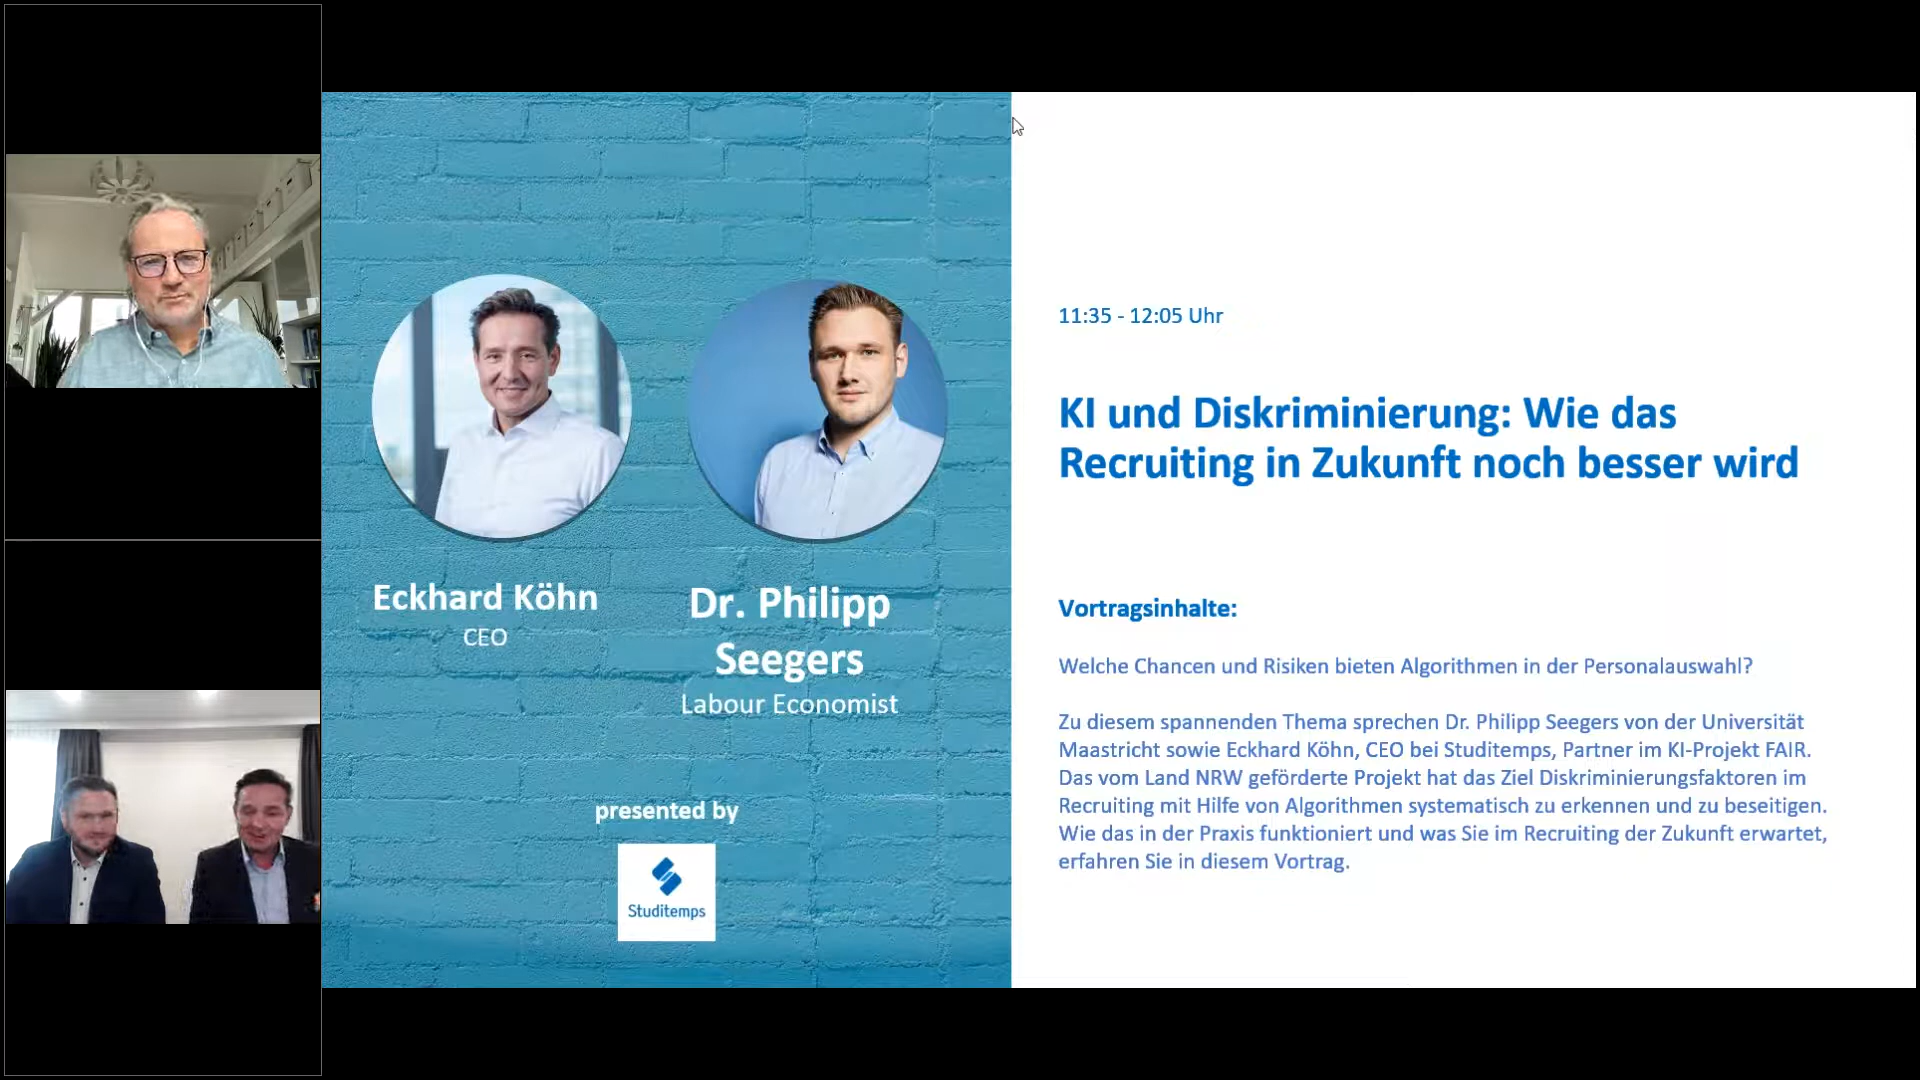 Eckhard Köhn
CEO
Dr. Philipp
Seegers
Labour Economist
presented by
Studitemps
11:35 - 12:05 Uhr
KI und Diskriminierung: Wie das
Recruiting in Zukunft noch besser wird
Vortragsinhalte:
Welche Chancen und Risiken bieten Algorithmen in der Personalauswahl?
Zu diesem spannenden Thema sprechen Dr. Philipp Seegers von der Universität
Maastricht sowie Eckhard Köhn, CEO bei Studitemps, Partner im KI-Projekt FAIR.
Das vom Land NRW geförderte Projekt hat das Ziel Diskriminierungsfaktoren im
Recruiting mit Hilfe von Algorithmen systematisch zu erkennen und zu beseitigen.
Wie das in der Praxis funktioniert und was Sie im Recruiting der Zukunft erwartet,
erfahren Sie in diesem Vortrag.